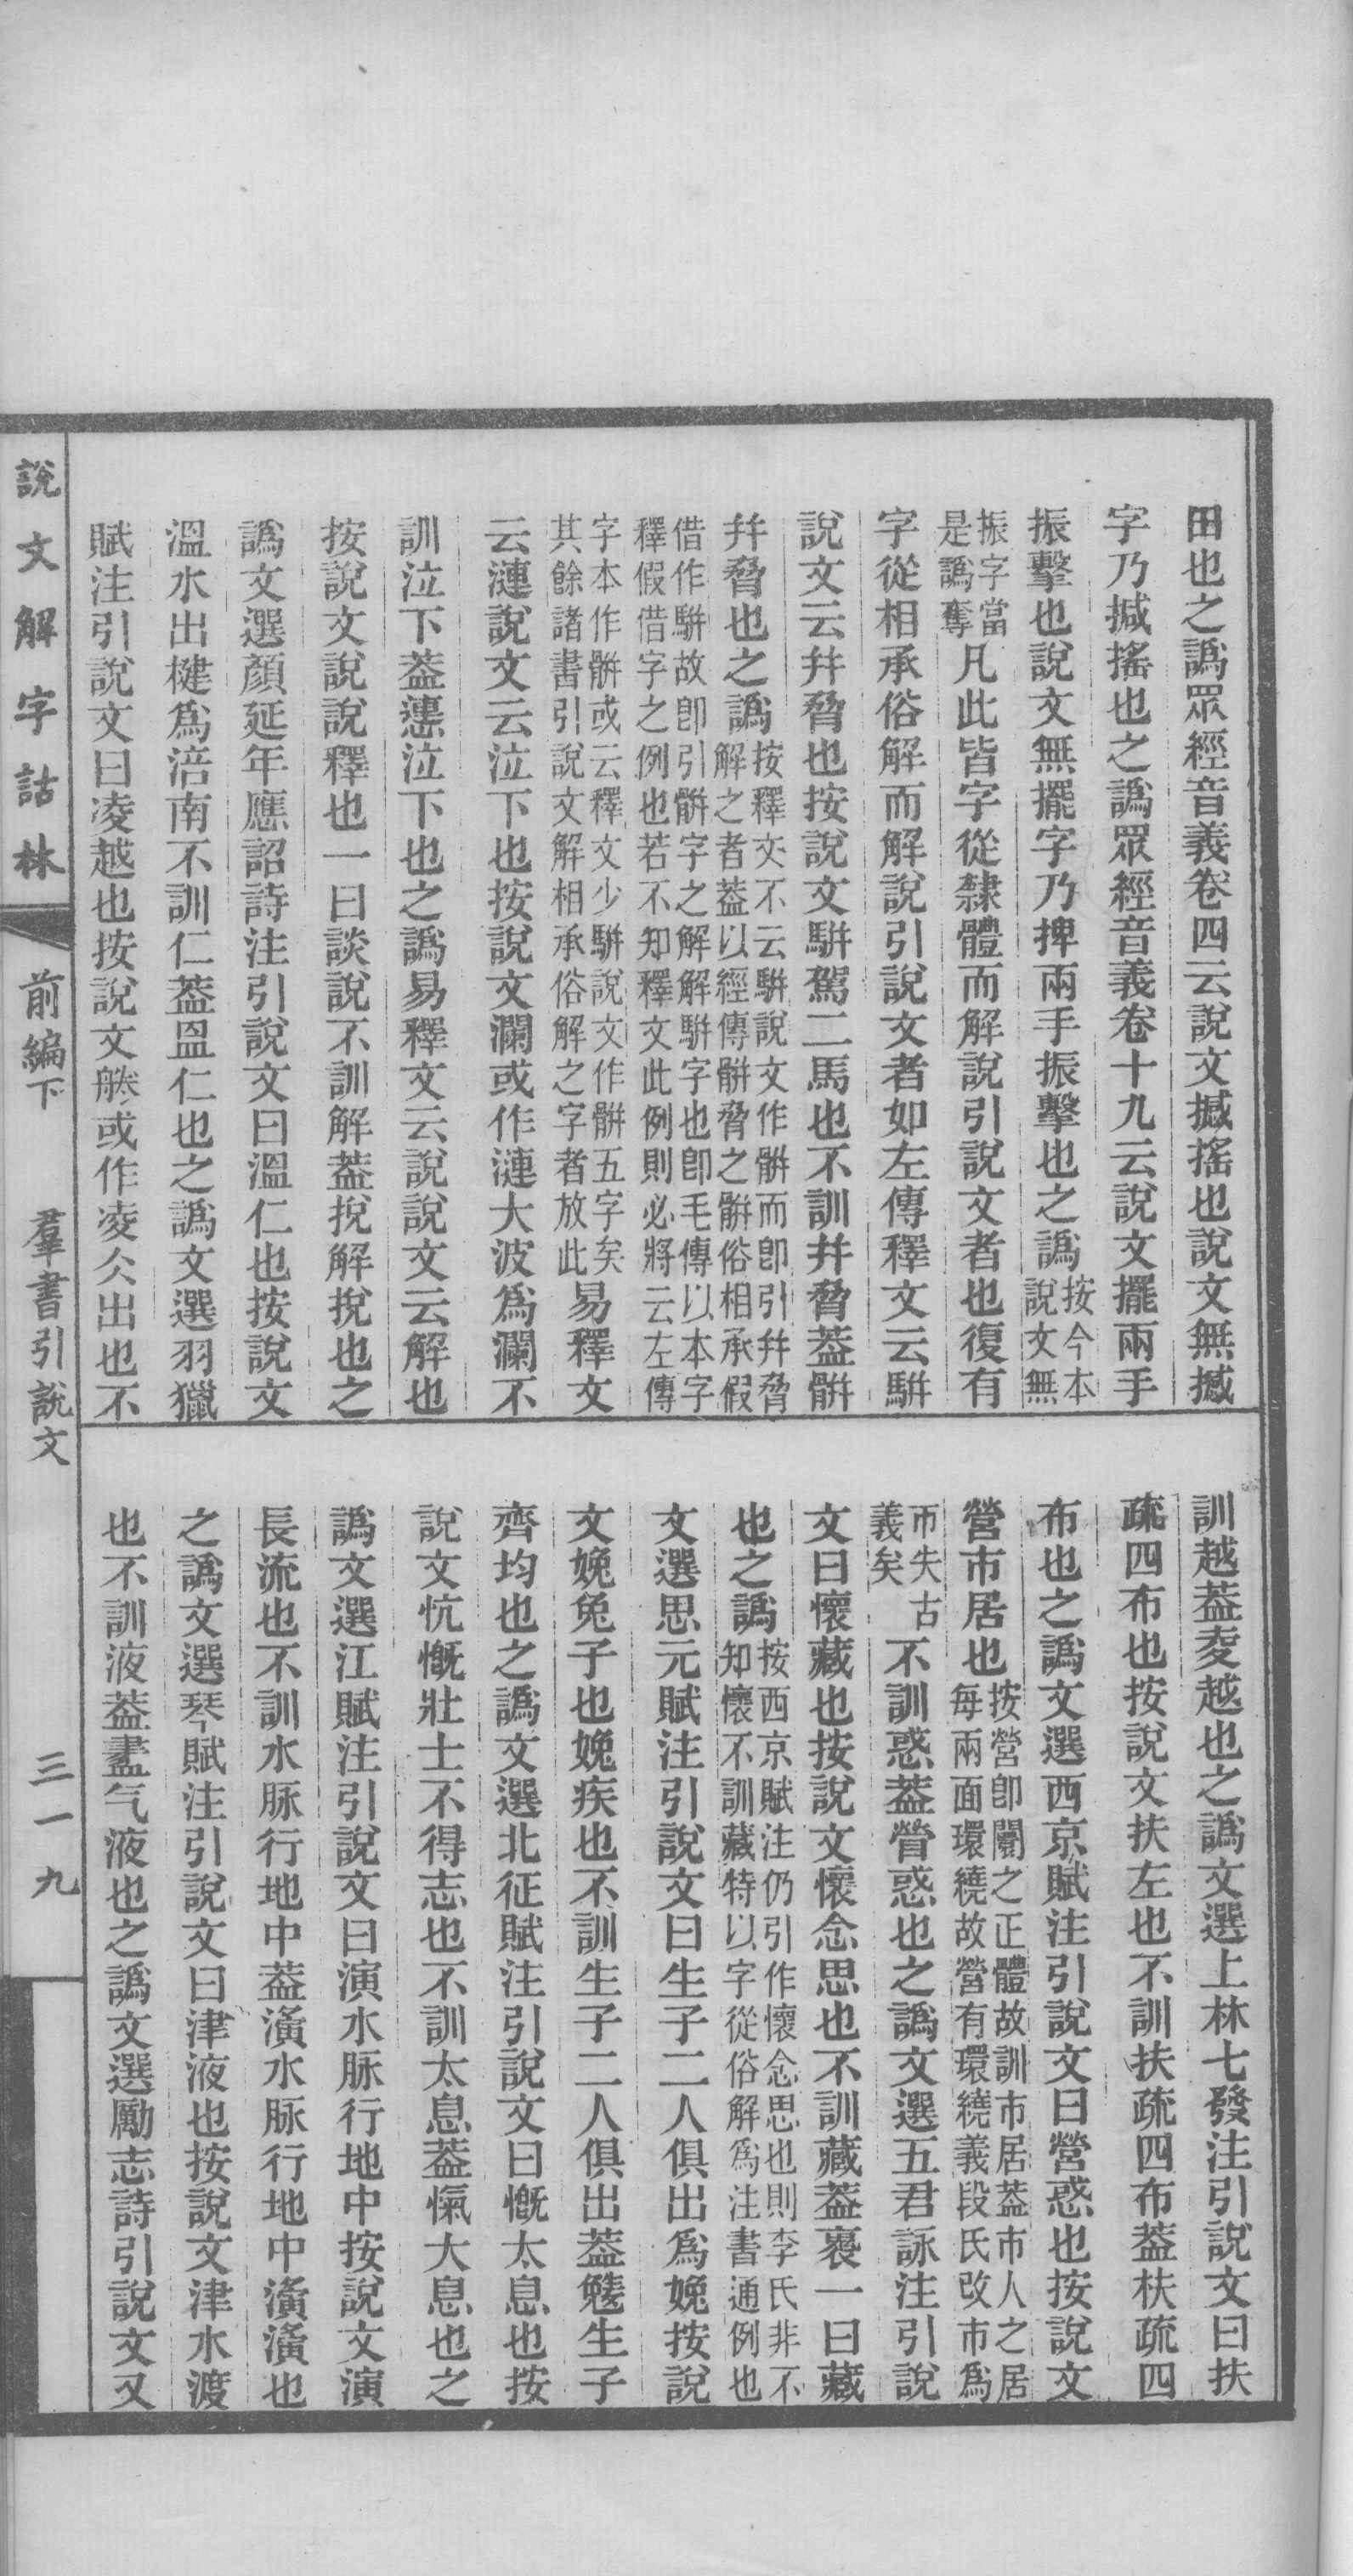 田也之譌眾經音義卷四云說文撼搖也說文無撼
字乃摵搖也之譌眾經音義卷十九云說文擺兩手
振擊也說文無擺字乃捭兩手振擊也之譌按今本說文無
振字當是譌奪凡此皆字從隸體而解說引說文者也復有
字從相承俗解而解說引說文者如左傳釋文云騈
說文云幷脅也按說文騈駕二馬也不訓幷脅蓋骿
幷脅也之譌按釋文不云騈說文作骿而卽引幷脅解之者蓋以經傳骿脅之骿俗相承假
借作騈故卽引骿字之解解騈字也卽毛傳以本字釋假借字之例也若不知釋文此例則必將云左傳
字本作骿或云釋文少騈說文作骿五字矣其餘諸書引說文解相承俗解之字者放此易釋文
云漣說文云泣下也按說文瀾或作漣大波爲瀾不
訓泣下蓋𢠵泣下也之譌易釋文云說說文云解也
按說文說說釋也一曰談說不訓解蓋挩解挩也之
譌文選顏延年應詔詩注引說文曰溫仁也按說文
溫水出楗爲涪南不訓仁蓋昷仁也之譌文選羽獵
賦注引說文曰凌越也按說文勝或作凌仌出也不
訓越蓋夌越也之譌文選上林七發注引說文曰扶
疏四布也按說文扶左也不訓扶疏四布蓋枎疏四
布也之譌文選西京賦注引說文曰營惑也按說文
營市居也按營卽闤之正體故訓市居蓋市人之居每兩面環繞故營有環繞義段氏改市爲
帀失古義矣不訓惑蓋𥌾惑也之譌文選五君詠注引說
文曰懷藏也按說文懷念思也不訓藏蓋褱一曰藏
也之譌按西京賦注仍引作懷念思也則李氏非不知懷不訓藏特以字從俗解爲注書通例也
文選思元賦注引說文曰生子二人俱出爲娩按說
文娩兔子也娩疾也不訓生子二人俱出蓋㝃生子
齊均也之譌文選北征賦注引說文曰慨太息也按
說文忼慨壯士不得志也不訓太息蓋愾大息也之
譌文選江賦注引說文曰演水脉行地中按說文演
長流也不訓水脉行地中蓋濥水脉行地中濥濥也
之譌文選琴賦注引說文曰津液也按說文津水渡
也不訓液蓋𧗁气液也之譌文選勵志詩引說文又
說文解字詁林　前編下　羣書引說文　三一九